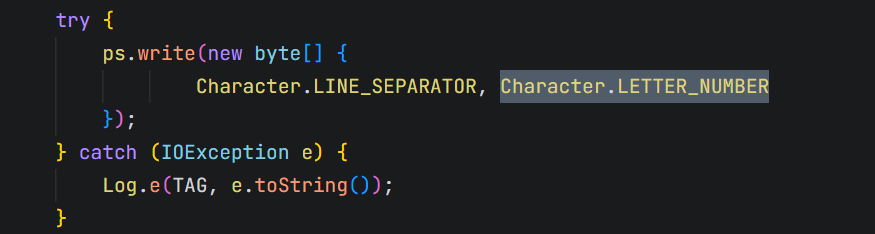 try {
ps.write(new byte[] {
Character.LINE_SEPARATOR, Character.LETTER_NUMBER
});
} catch (IOException e) {
Log.e(TAG, e.toString());
}